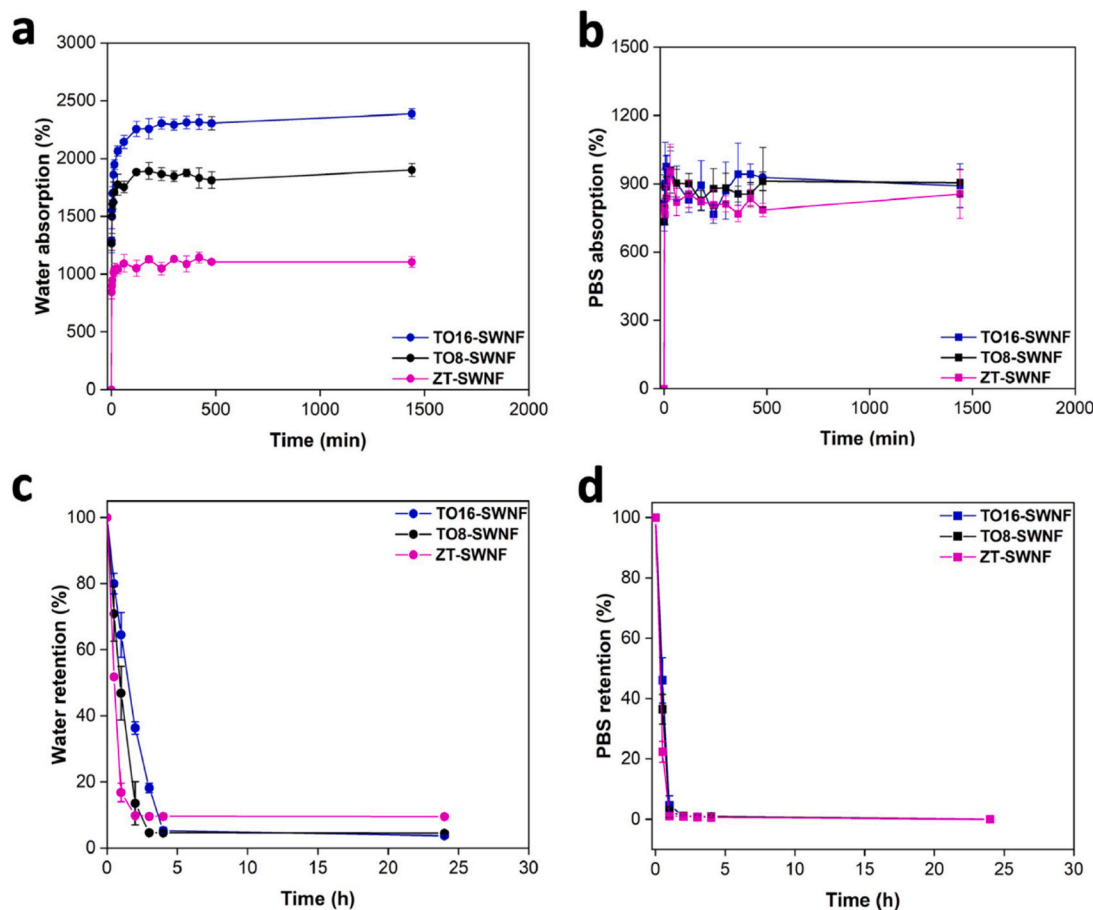 a
3000
2500
2000
1500
1000
500
0
Water absorption (%)
TO16-SWNF
TO8-SWNF
ZT-SWNF
0 500 1000 1500 2000
Time (min)
b
1500
1200
900
600
300
0
PBS absorption (%)
TO16-SWNF
TO8-SWNF
ZT-SWNF
0 500 1000 1500 2000
Time (min)
c
100
80
60
40
20
0
Water retention (%)
TO16-SWNF
TO8-SWNF
ZT-SWNF
0 5 10 15 20 25 30
Time (h)
d
100
80
60
40
20
0
PBS retention (%)
TO16-SWNF
TO8-SWNF
ZT-SWNF
0 5 10 15 20 25 30
Time (h)